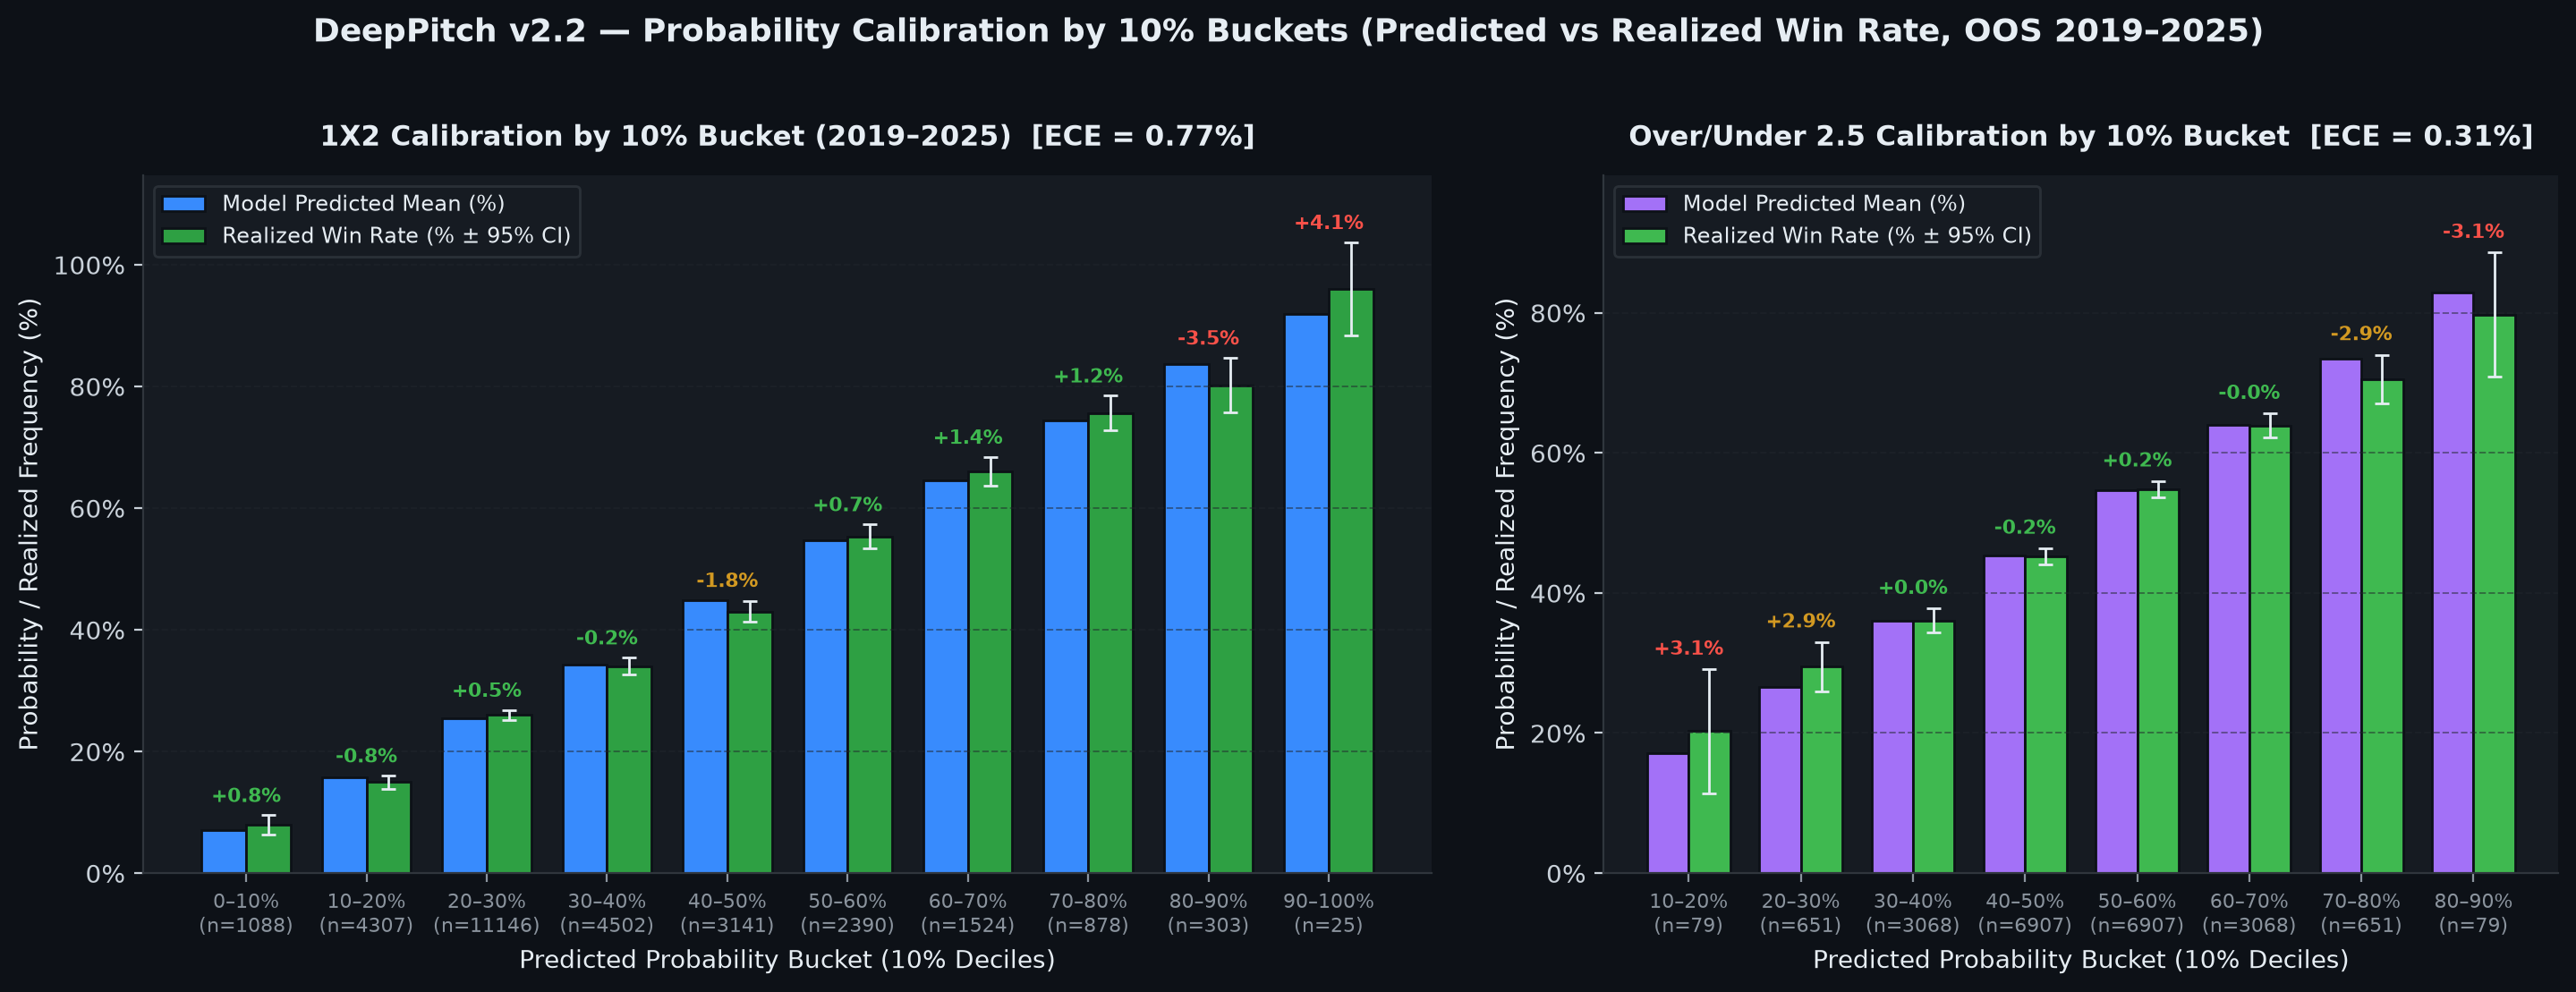 DeepPitch v2.2 — Probability Calibration by 10% Buckets (Predicted vs Realized Win Rate, OOS 2019–2025)
1X2 Calibration by 10% Bucket (2019–2025)  [ECE = 0.77%]
Model Predicted Mean (%)
Realized Win Rate (% ± 95% CI)
Probability / Realized Frequency (%)
100%
80%
60%
40%
20%
0%
+0.8%
-0.8%
+0.5%
-0.2%
-1.8%
+0.7%
+1.4%
+1.2%
-3.5%
+4.1%
0–10% 10–20% 20–30% 30–40% 40–50% 50–60% 60–70% 70–80% 80–90% 90–100%
(n=1088) (n=4307) (n=11146) (n=4502) (n=3141) (n=2390) (n=1524) (n=878) (n=303) (n=25)
Predicted Probability Bucket (10% Deciles)
Over/Under 2.5 Calibration by 10% Bucket  [ECE = 0.31%]
Model Predicted Mean (%)
Realized Win Rate (% ± 95% CI)
Probability / Realized Frequency (%)
80%
60%
40%
20%
0%
+3.1%
+2.9%
+0.0%
-0.2%
+0.2%
-0.0%
-2.9%
-3.1%
10–20% 20–30% 30–40% 40–50% 50–60% 60–70% 70–80% 80–90%
(n=79) (n=651) (n=3068) (n=6907) (n=6907) (n=3068) (n=651) (n=79)
Predicted Probability Bucket (10% Deciles)